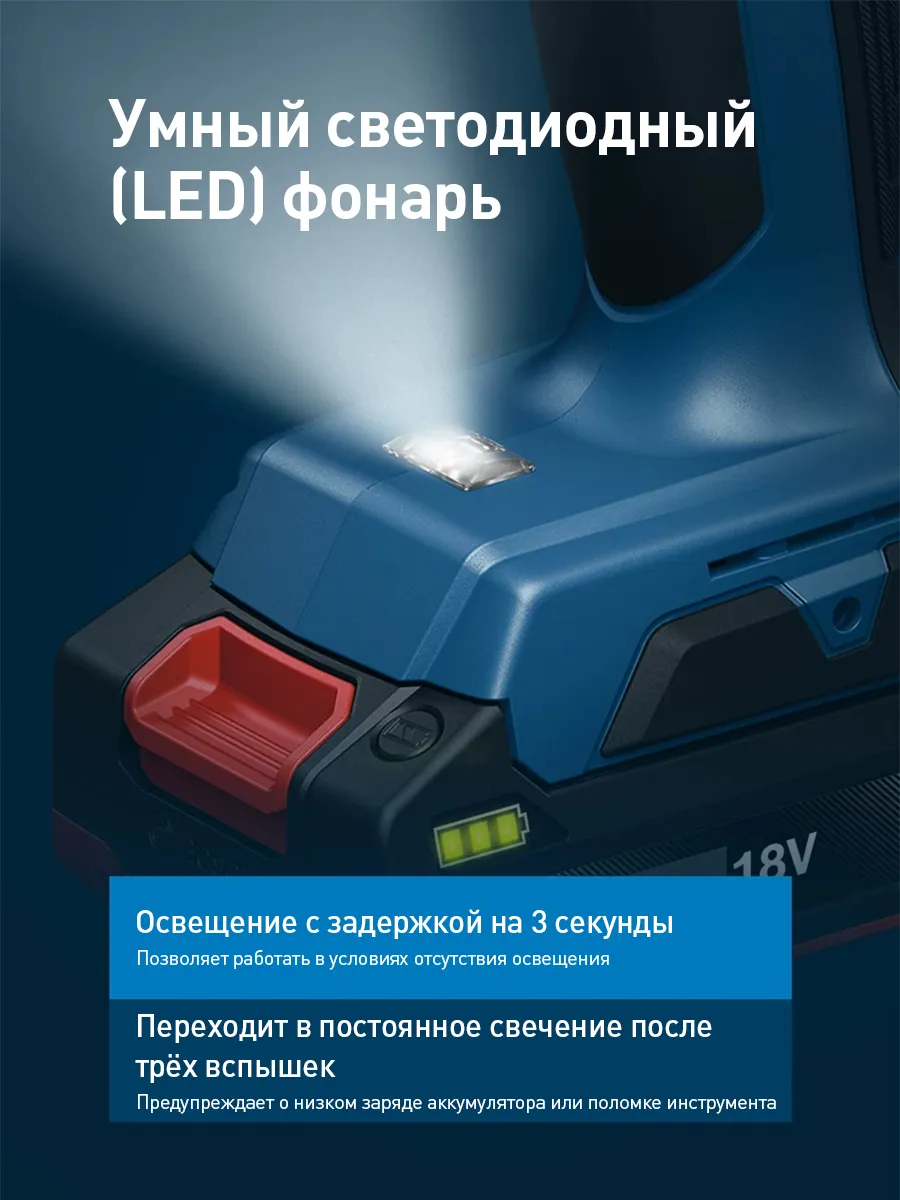 Умный светодиодный
(LED) фонарь
18V
Освещение с задержкой на 3 секунды
Позволяет работать в условиях отсутствия освещения
Переходит в постоянное свечение после
трёх вспышек
Предупреждает о низком заряде аккумулятора или поломке инструмента